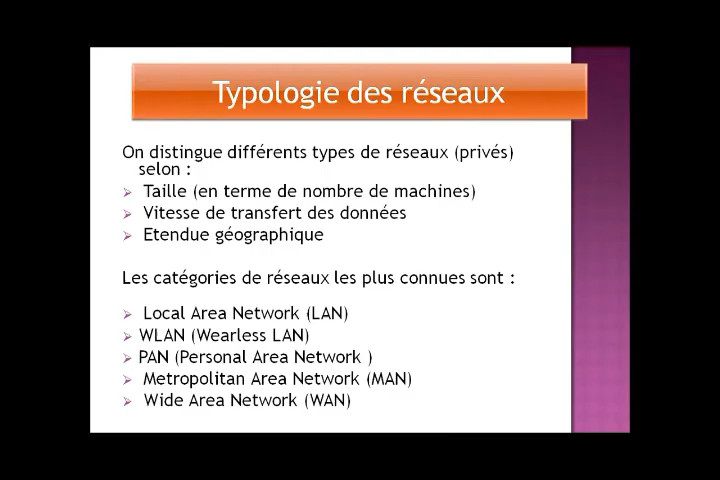 Typologie des réseaux
On distingue différents types de réseaux (privés)
selon :
Taille (en terme de nombre de machines)
Vitesse de transfert des données
Etendue géographique
Les catégories de réseaux les plus connues sont :
Local Area Network (LAN)
WLAN (Wearless LAN)
PAN (Personal Area Network )
Metropolitan Area Network (MAN)
Wide Area Network (WAN)